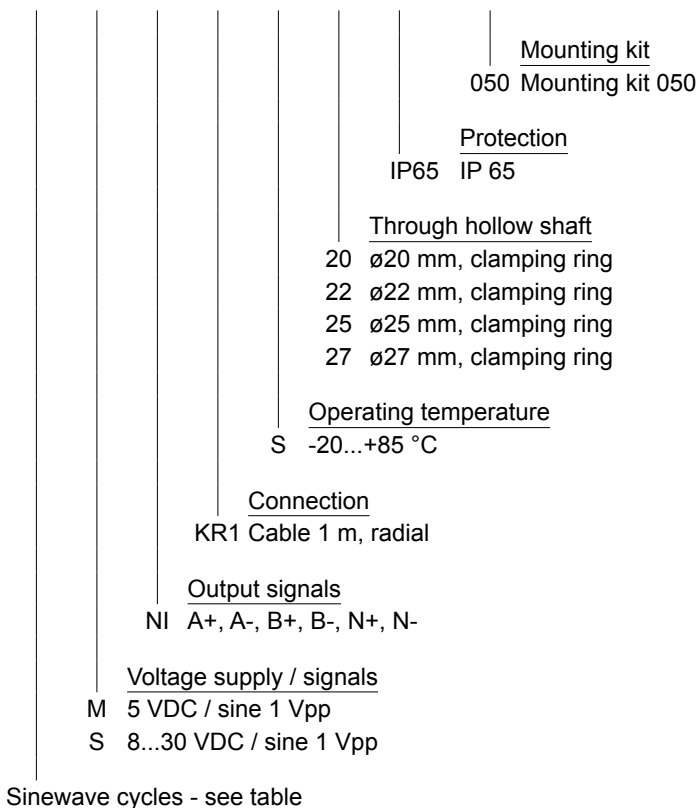 Mounting kit
050 Mounting kit 050
Protection
IP65 IP 65
Through hollow shaft
20 ø20 mm, clamping ring
22 ø22 mm, clamping ring
25 ø25 mm, clamping ring
27 ø27 mm, clamping ring
Operating temperature
S -20...+85 °C
Connection
KR1 Cable 1 m, radial
Output signals
NI A+, A-, B+, B-, N+, N-
Voltage supply / signals
M 5 VDC / sine 1 Vpp
S 8...30 VDC / sine 1 Vpp
Sinewave cycles - see table